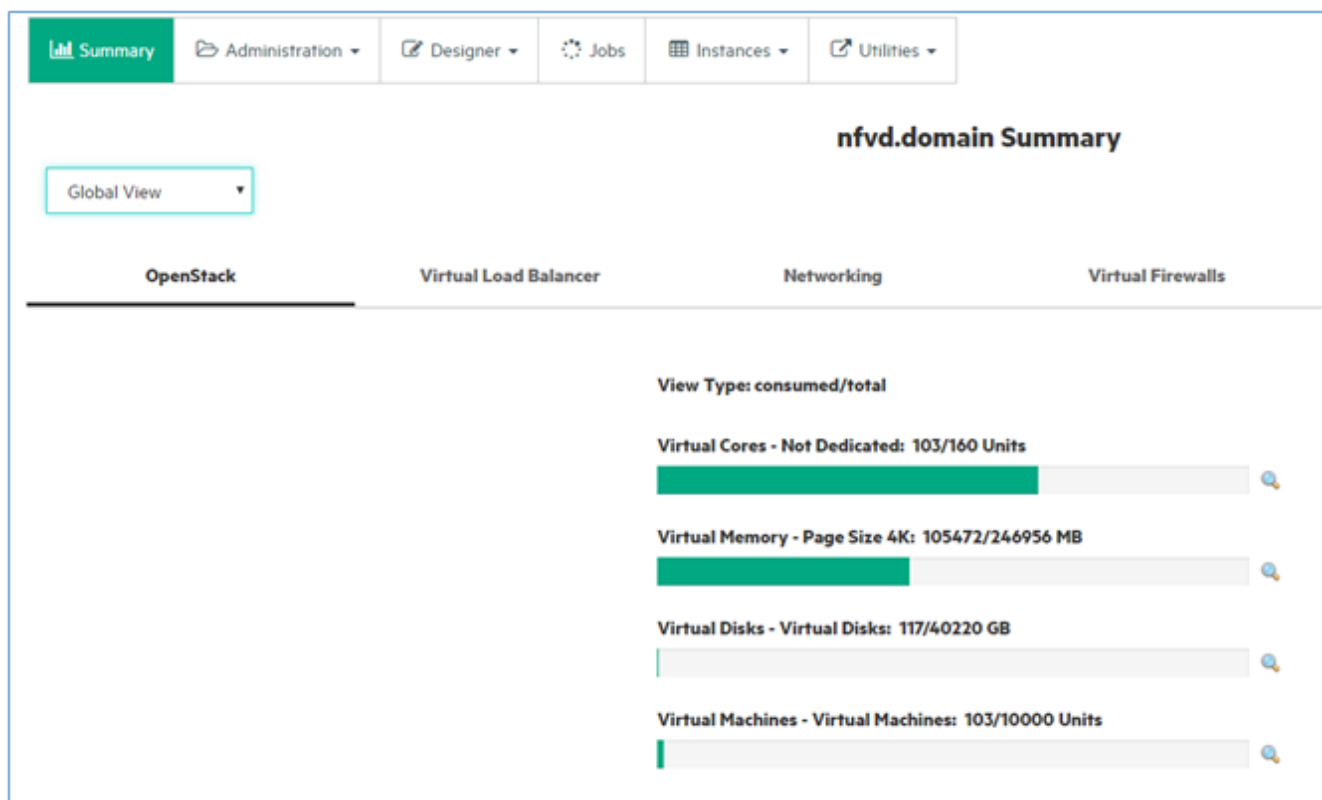 Summary Administration Designer Jobs Instances Utilities
nfvd.domain Summary
Global View
OpenStack Virtual Load Balancer Networking Virtual Firewalls
View Type: consumed/total
Virtual Cores - Not Dedicated: 103/160 Units
Virtual Memory - Page Size 4K: 105472/246956 MB
Virtual Disks - Virtual Disks: 117/40220 GB
Virtual Machines - Virtual Machines: 103/10000 Units